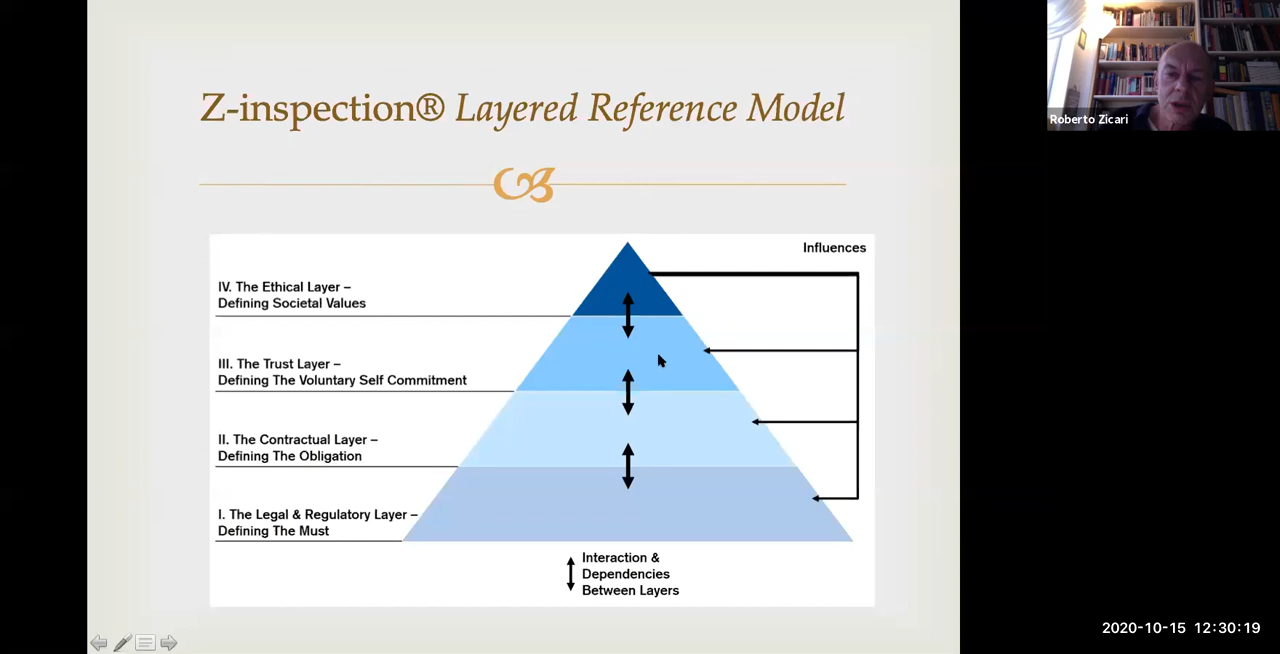 Z-inspection® Layered Reference Model
Roberto Zicari
Influences
IV. The Ethical Layer –
Defining Societal Values
III. The Trust Layer –
Defining The Voluntary Self Commitment
II. The Contractual Layer –
Defining The Obligation
I. The Legal & Regulatory Layer –
Defining The Must
Interaction &
Dependencies
Between Layers
2020-10-15 12:30:19